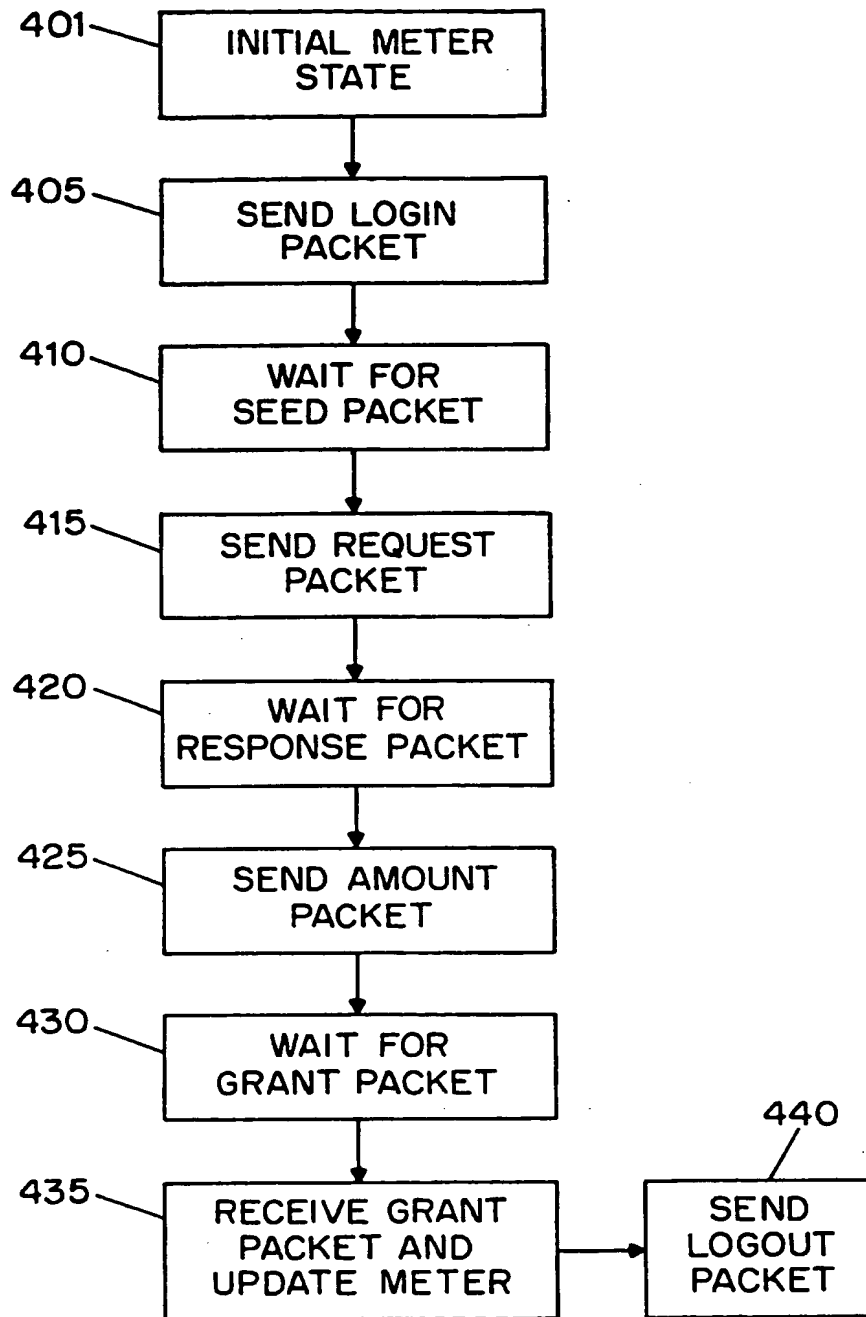 401
INITIAL METER
STATE
405
SEND LOGIN
PACKET
410
WAIT FOR
SEED PACKET
415
SEND REQUEST
PACKET
420
WAIT FOR
RESPONSE PACKET
425
SEND AMOUNT
PACKET
430
WAIT FOR
GRANT PACKET
435
RECEIVE GRANT
PACKET AND
UPDATE METER
440
SEND
LOGOUT
PACKET